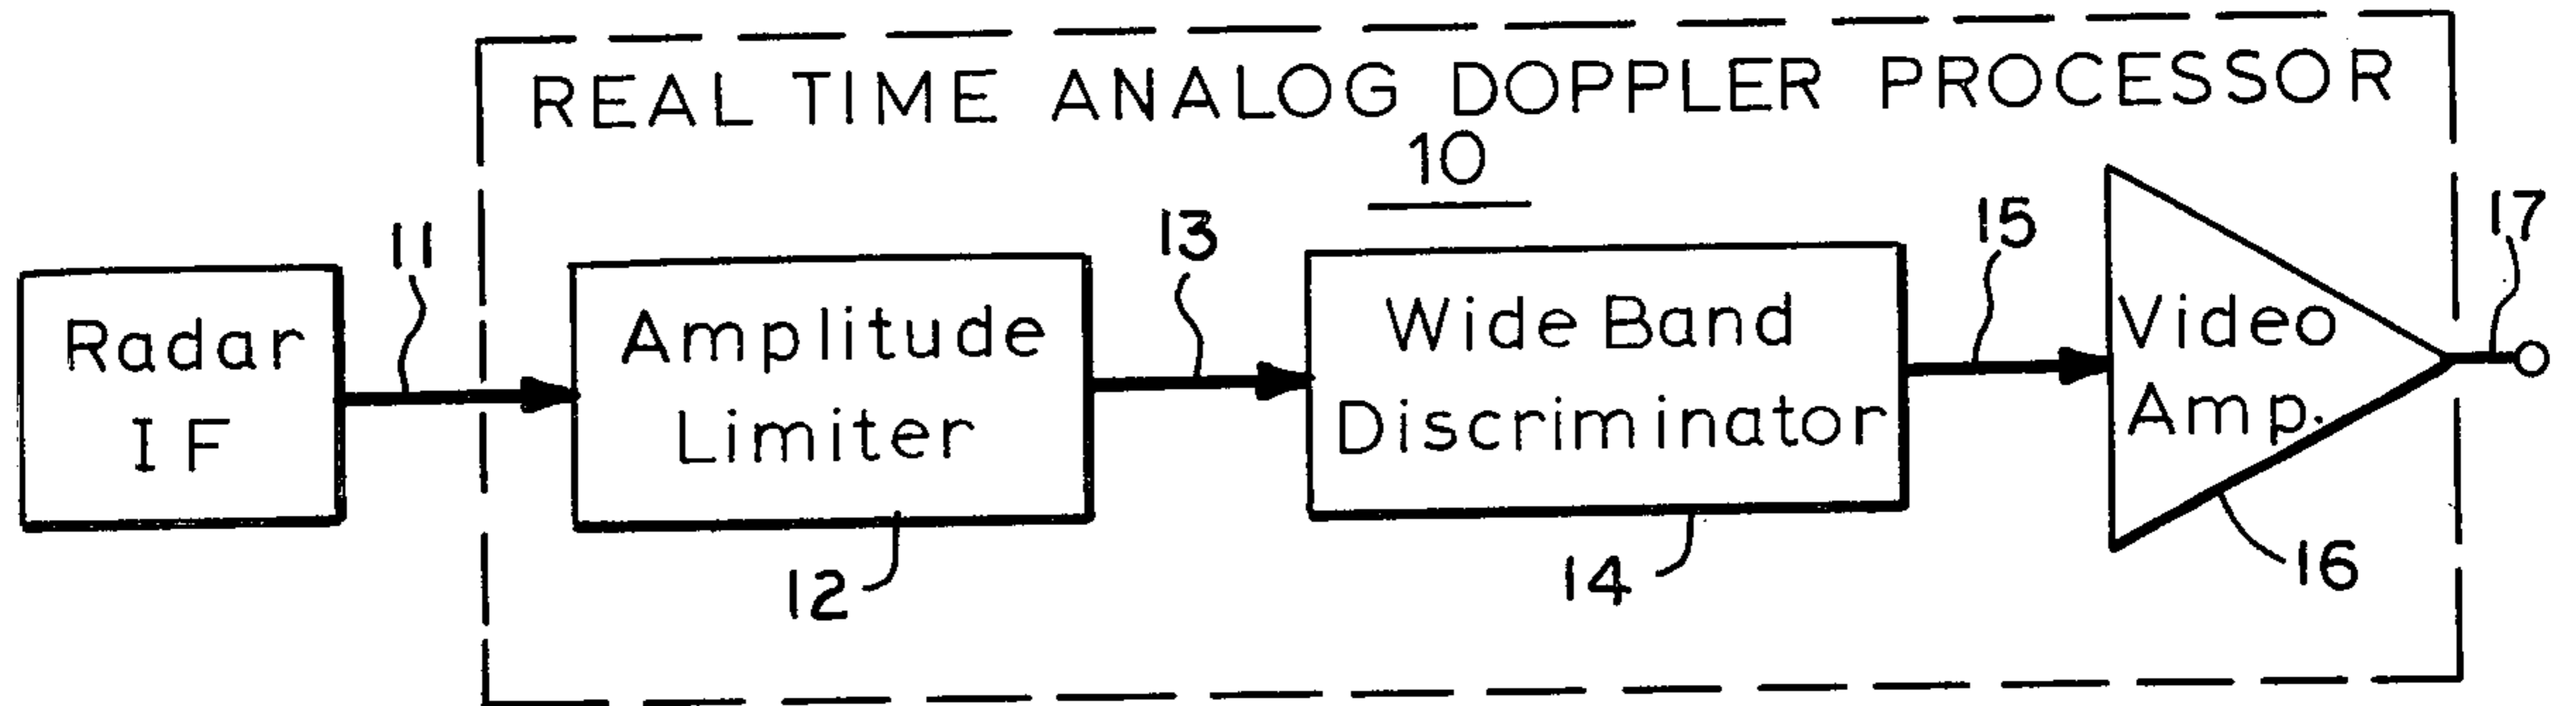 REAL TIME ANALOG DOPPLER PROCESSOR
10
11
13
15
17
Radar
IF
Amplitude
Limiter
Wide Band
Discriminator
Video
Amp.
12
14
16